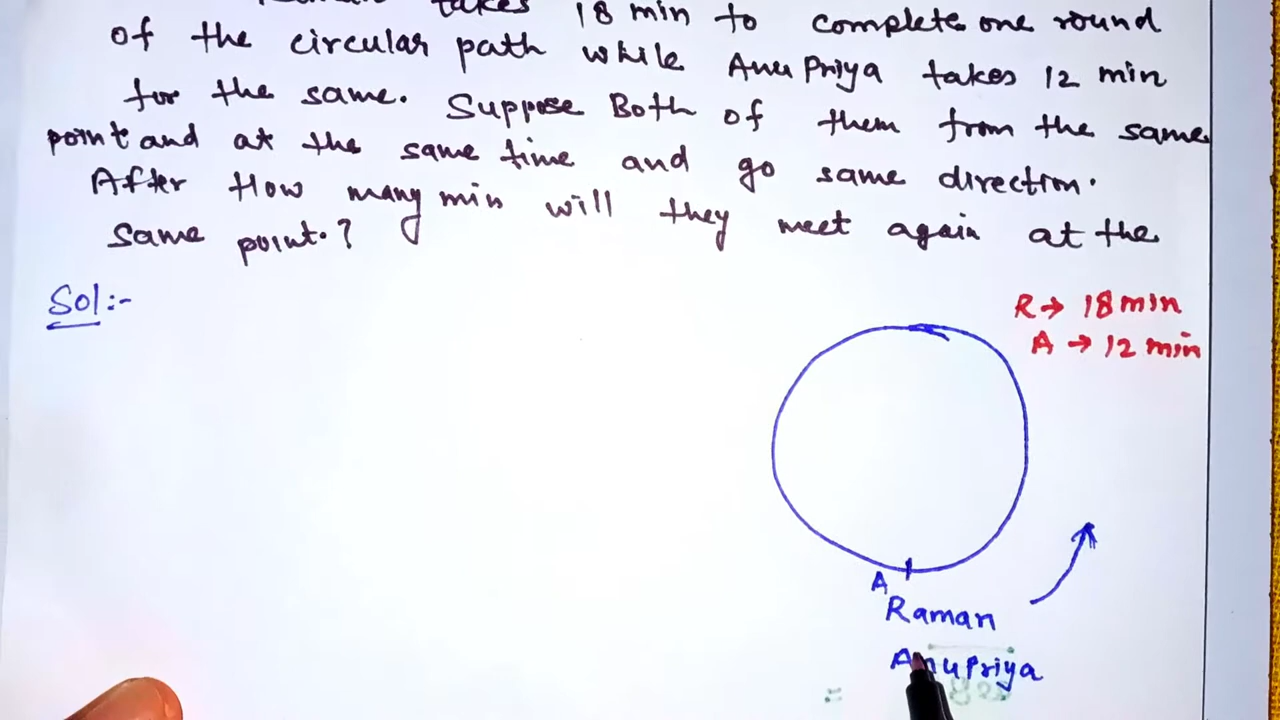 takes 18 min to complete one round
of the circular path while AnuPriya takes 12 min
for the same. Suppose Both of them from the same
point and at the same time and go same direction.
After How many min will they meet again at the
same point.?
Sol:-
R → 18 min
A → 12 min
A
Raman
AnuPriya
=